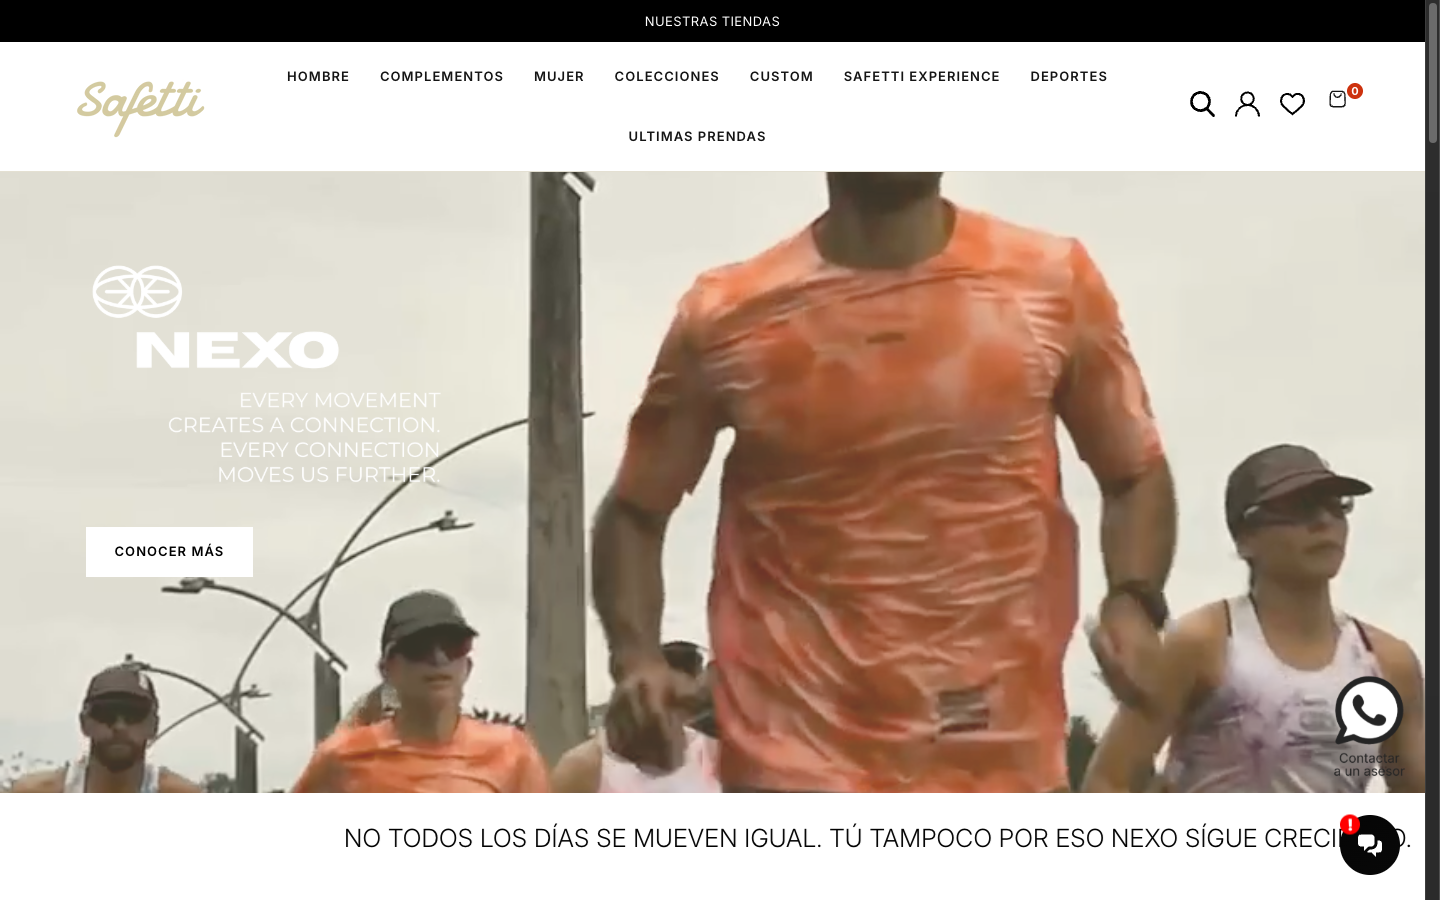 NUESTRAS TIENDAS
Safetti
HOMBRE COMPLEMENTOS MUJER COLECCIONES CUSTOM SAFETTI EXPERIENCE DEPORTES
ULTIMAS PRENDAS
0
NEXO
EVERY MOVEMENT
CREATES A CONNECTION.
EVERY CONNECTION
MOVES US FURTHER.
CONOCER MÁS
Contactar
a un asesor
NO TODOS LOS DÍAS SE MUEVEN IGUAL. TÚ TAMPOCO POR ESO NEXO SÍGUE
!